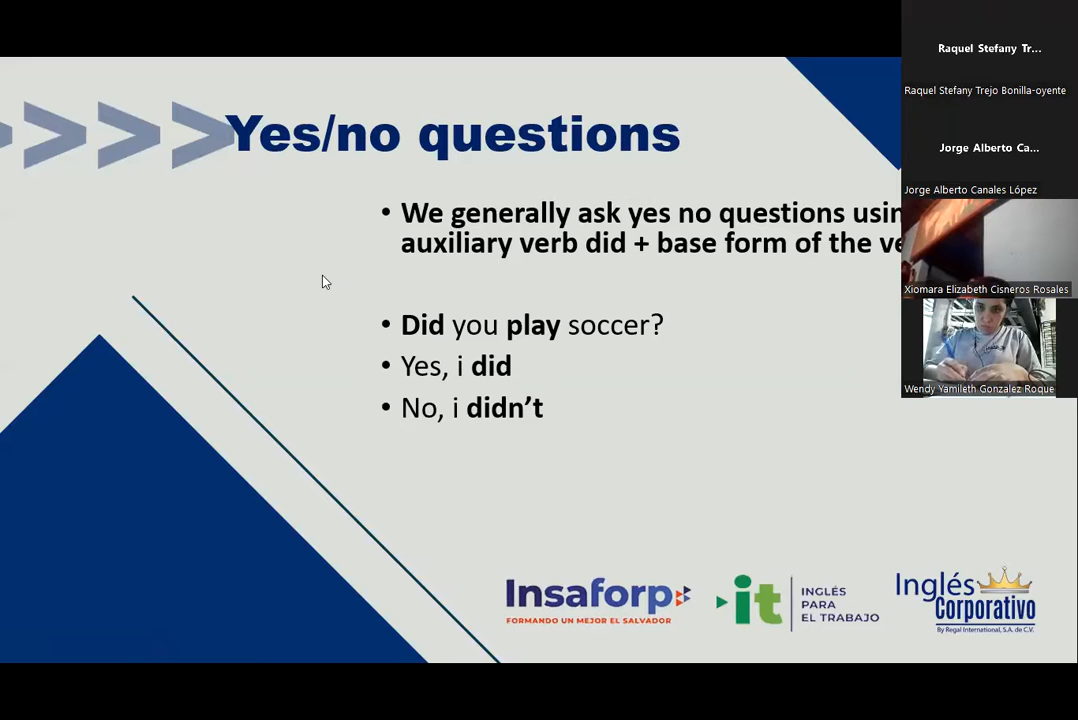 Yes/no questions
• We generally ask yes no questions usin
auxiliary verb did + base form of the ve
• Did you play soccer?
• Yes, i did
• No, i didn't
Insaforp
FORMANDO UN MEJOR EL SALVADOR
it
INGLÉS
PARA
EL TRABAJO
Inglés
Corporativo
By Regal International, S.A. de C.V.
Raquel Stefany Tr...
Raquel Stefany Trejo Bonilla-oyente
Jorge Alberto Ca...
Jorge Alberto Canales López
Xiomara Elizabeth Cisneros Rosales
Wendy Yamileth Gonzalez Roque